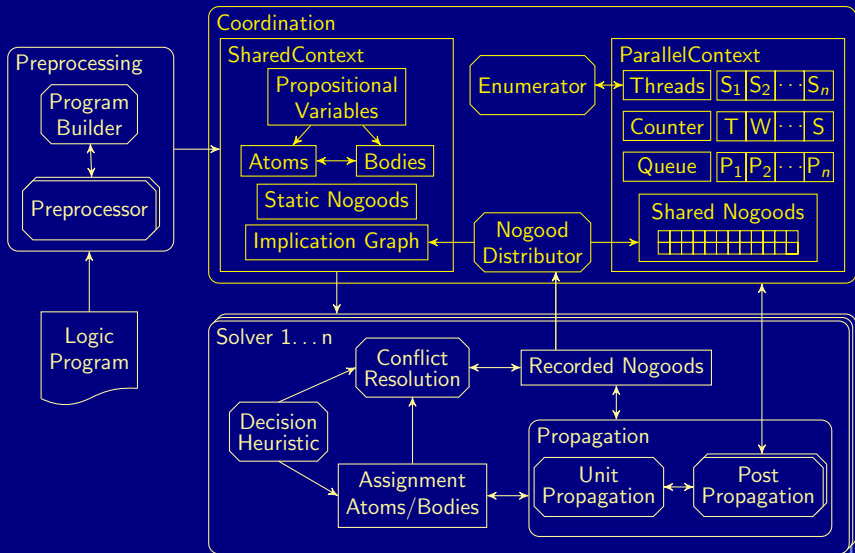 Coordination
Preprocessing
Program
Builder
Preprocessor
Logic
Program
SharedContext
Propositional
Variables
Atoms
Bodies
Static Nogoods
Implication Graph
Enumerator
Nogood
Distributor
ParallelContext
Threads S1 S2 ... Sn
Counter T W ... S
Queue P1 P2 ... Pn
Shared Nogoods
Solver 1...n
Conflict
Resolution
Recorded Nogoods
Decision
Heuristic
Assignment
Atoms/Bodies
Propagation
Unit
Propagation
Post
Propagation